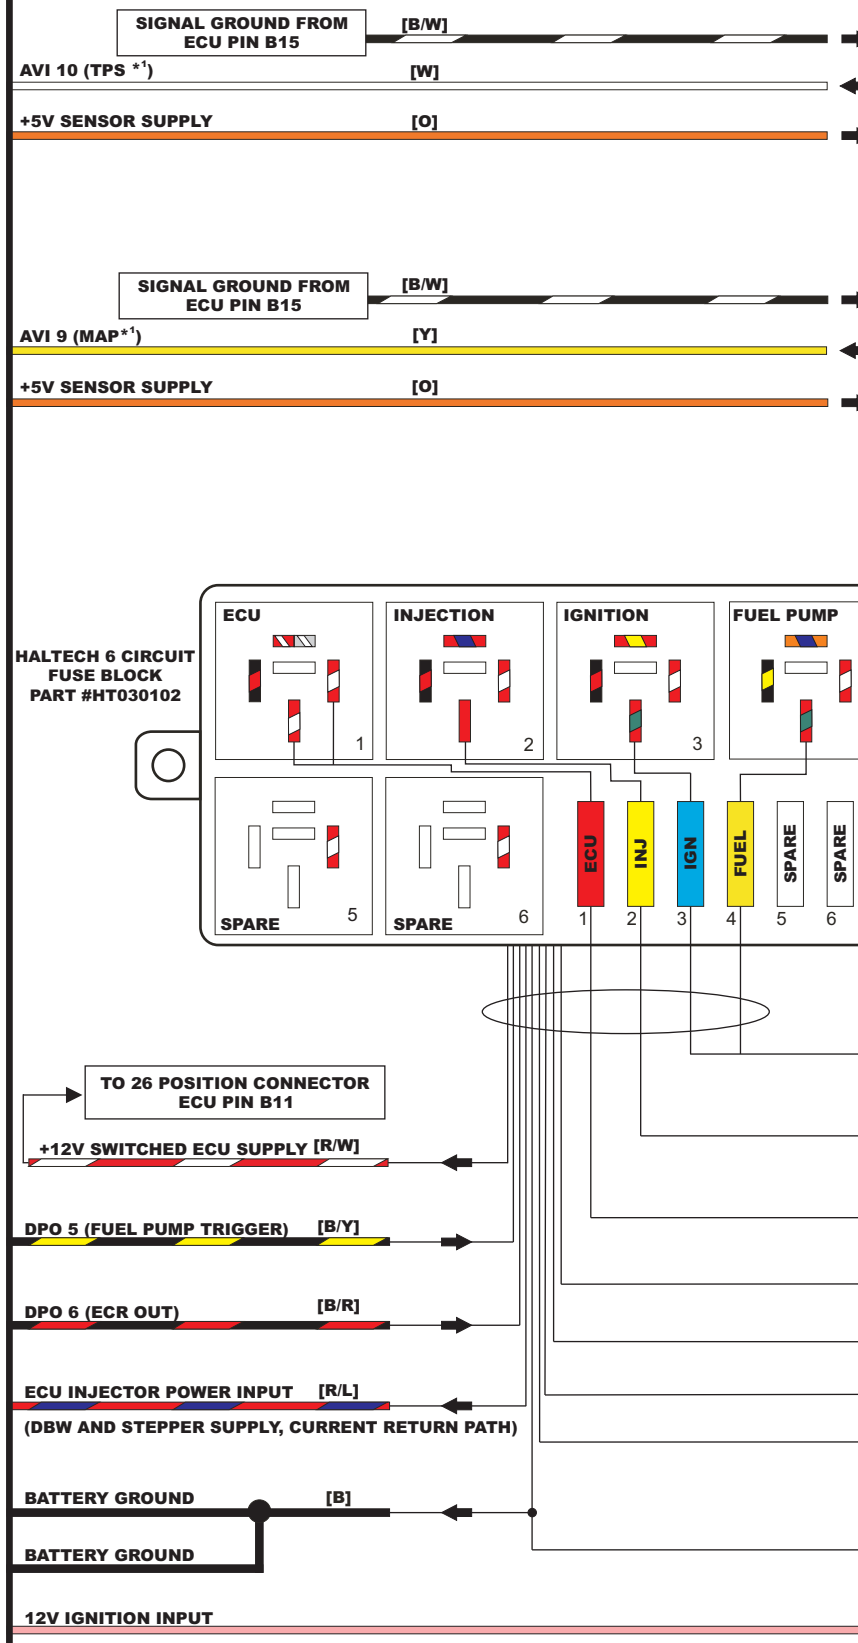 SIGNAL GROUND FROM
ECU PIN B15
[B/W]
AVI 10 (TPS *1)
[W]
+5V SENSOR SUPPLY
[O]
SIGNAL GROUND FROM
ECU PIN B15
[B/W]
AVI 9 (MAP*1)
[Y]
+5V SENSOR SUPPLY
[O]
HALTECH 6 CIRCUIT
FUSE BLOCK
PART #HT030102
ECU
1
INJECTION
2
IGNITION
3
FUEL PUMP
SPARE
5
SPARE
6
ECU
INJ
IGN
FUEL
SPARE
SPARE
1
2
3
4
5
6
TO 26 POSITION CONNECTOR
ECU PIN B11
+12V SWITCHED ECU SUPPLY [R/W]
DPO 5 (FUEL PUMP TRIGGER)
[B/Y]
DPO 6 (ECR OUT)
[B/R]
ECU INJECTOR POWER INPUT
[R/L]
(DBW AND STEPPER SUPPLY, CURRENT RETURN PATH)
BATTERY GROUND
[B]
BATTERY GROUND
12V IGNITION INPUT